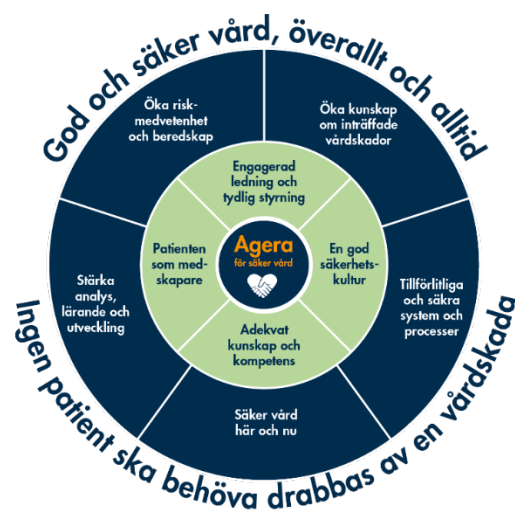 God och säker vård, överallt och alltid
Öka risk-
medvetenhet
och beredskap
Öka kunskap
om inträffade
vårdskador
Engagerad
ledning och
tydlig styrning
Patienten
som med-
skapare
Agera
för säker vård
En god
säkerhets-
kultur
Stärka
analys,
lärande och
utveckling
Tillförlitliga
och säkra
system och
processer
Adekvat
kunskap och
kompetens
Säker vård
här och nu
Ingen patient ska behöva drabbas av en vårdskada